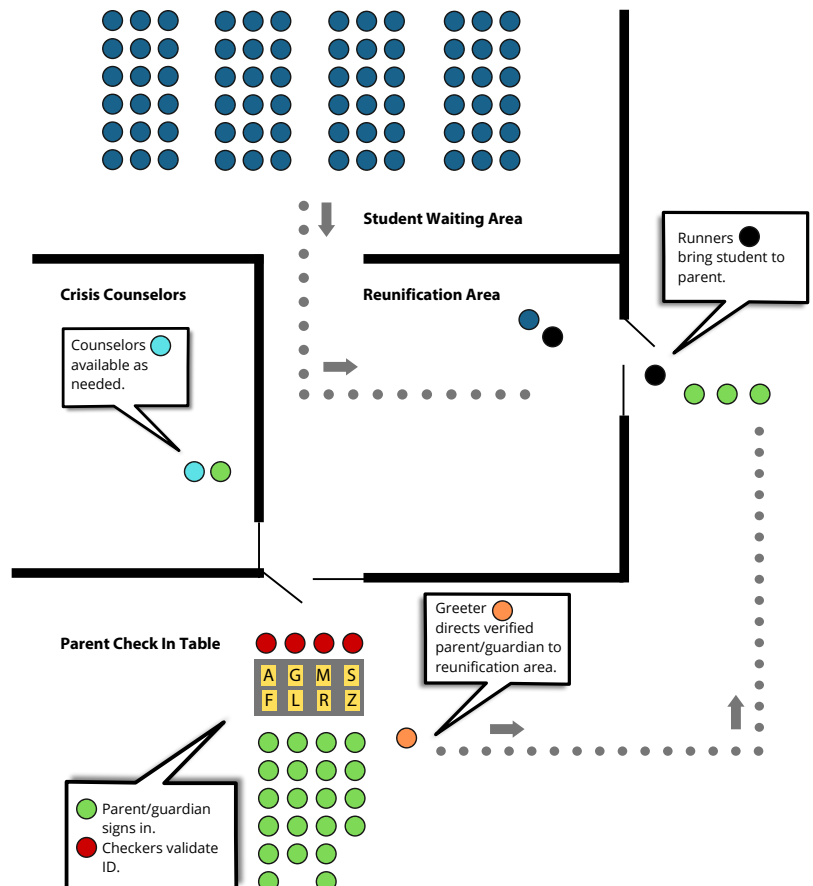 Student Waiting Area
Runners
bring student to
parent.
Crisis Counselors
Reunification Area
Counselors
available as
needed.
Greeter
directs verified
parent/guardian to
reunification area.
Parent Check In Table
A G M S
F L R Z
Parent/guardian
signs in.
Checkers validate
ID.